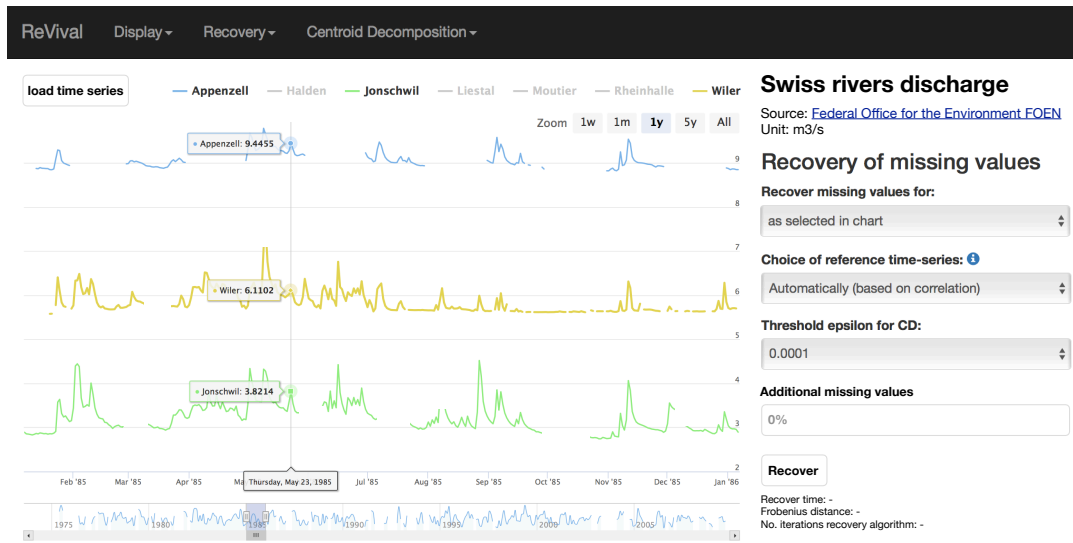 ReVival Display Recovery Centroid Decomposition
load time series
Appenzell Halden Jonschwil Liestal Moutier Rheinhalle Wiler
Zoom 1w 1m 1y 5y All
Appenzell: 9.4455
Wiler: 6.1102
Jonschwil: 3.8214
9
8
7
6
5
4
3
2
Feb '85 Mar '85 Apr '85 Ma Thursday, May 23, 1985 Jul '85 Aug '85 Sep '85 Oct '85 Nov '85 Dec '85 Jan '86
1975 1980 1985 1990 1995 2000 2005
Swiss rivers discharge
Source: Federal Office for the Environment FOEN
Unit: m3/s
Recovery of missing values
Recover missing values for:
as selected in chart
Choice of reference time-series:
Automatically (based on correlation)
Threshold epsilon for CD:
0.0001
Additional missing values
0%
Recover
Recover time: -
Frobenius distance: -
No. iterations recovery algorithm: -